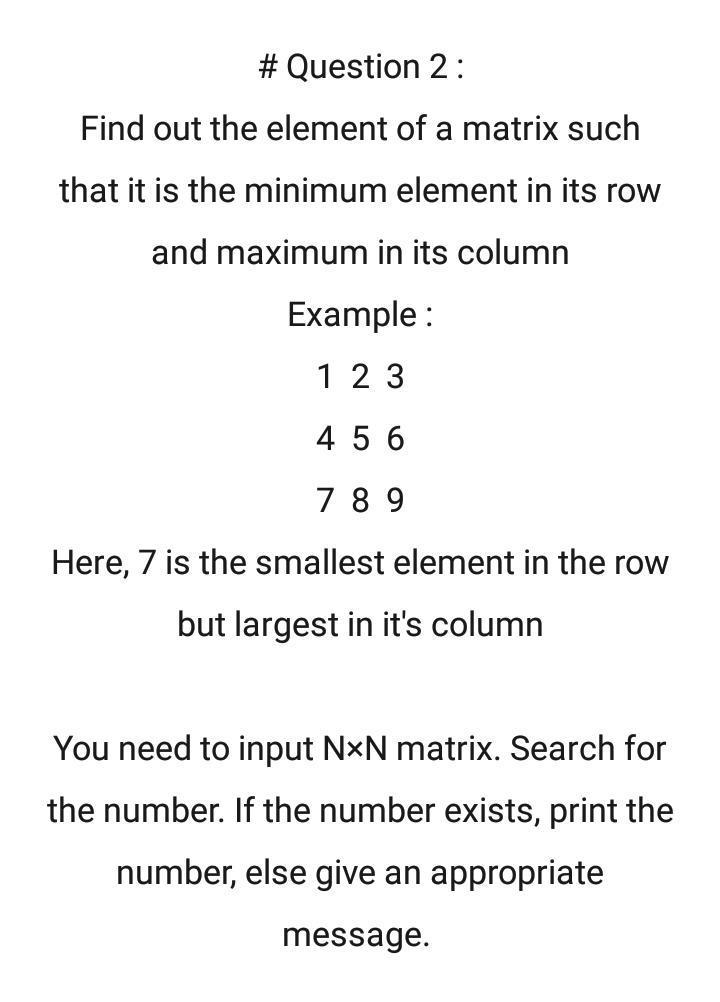 # Question 2 :
Find out the element of a matrix such
that it is the minimum element in its row
and maximum in its column
Example :
1 2 3
4 5 6
7 8 9
Here, 7 is the smallest element in the row
but largest in it's column
You need to input N×N matrix. Search for
the number. If the number exists, print the
number, else give an appropriate
message.